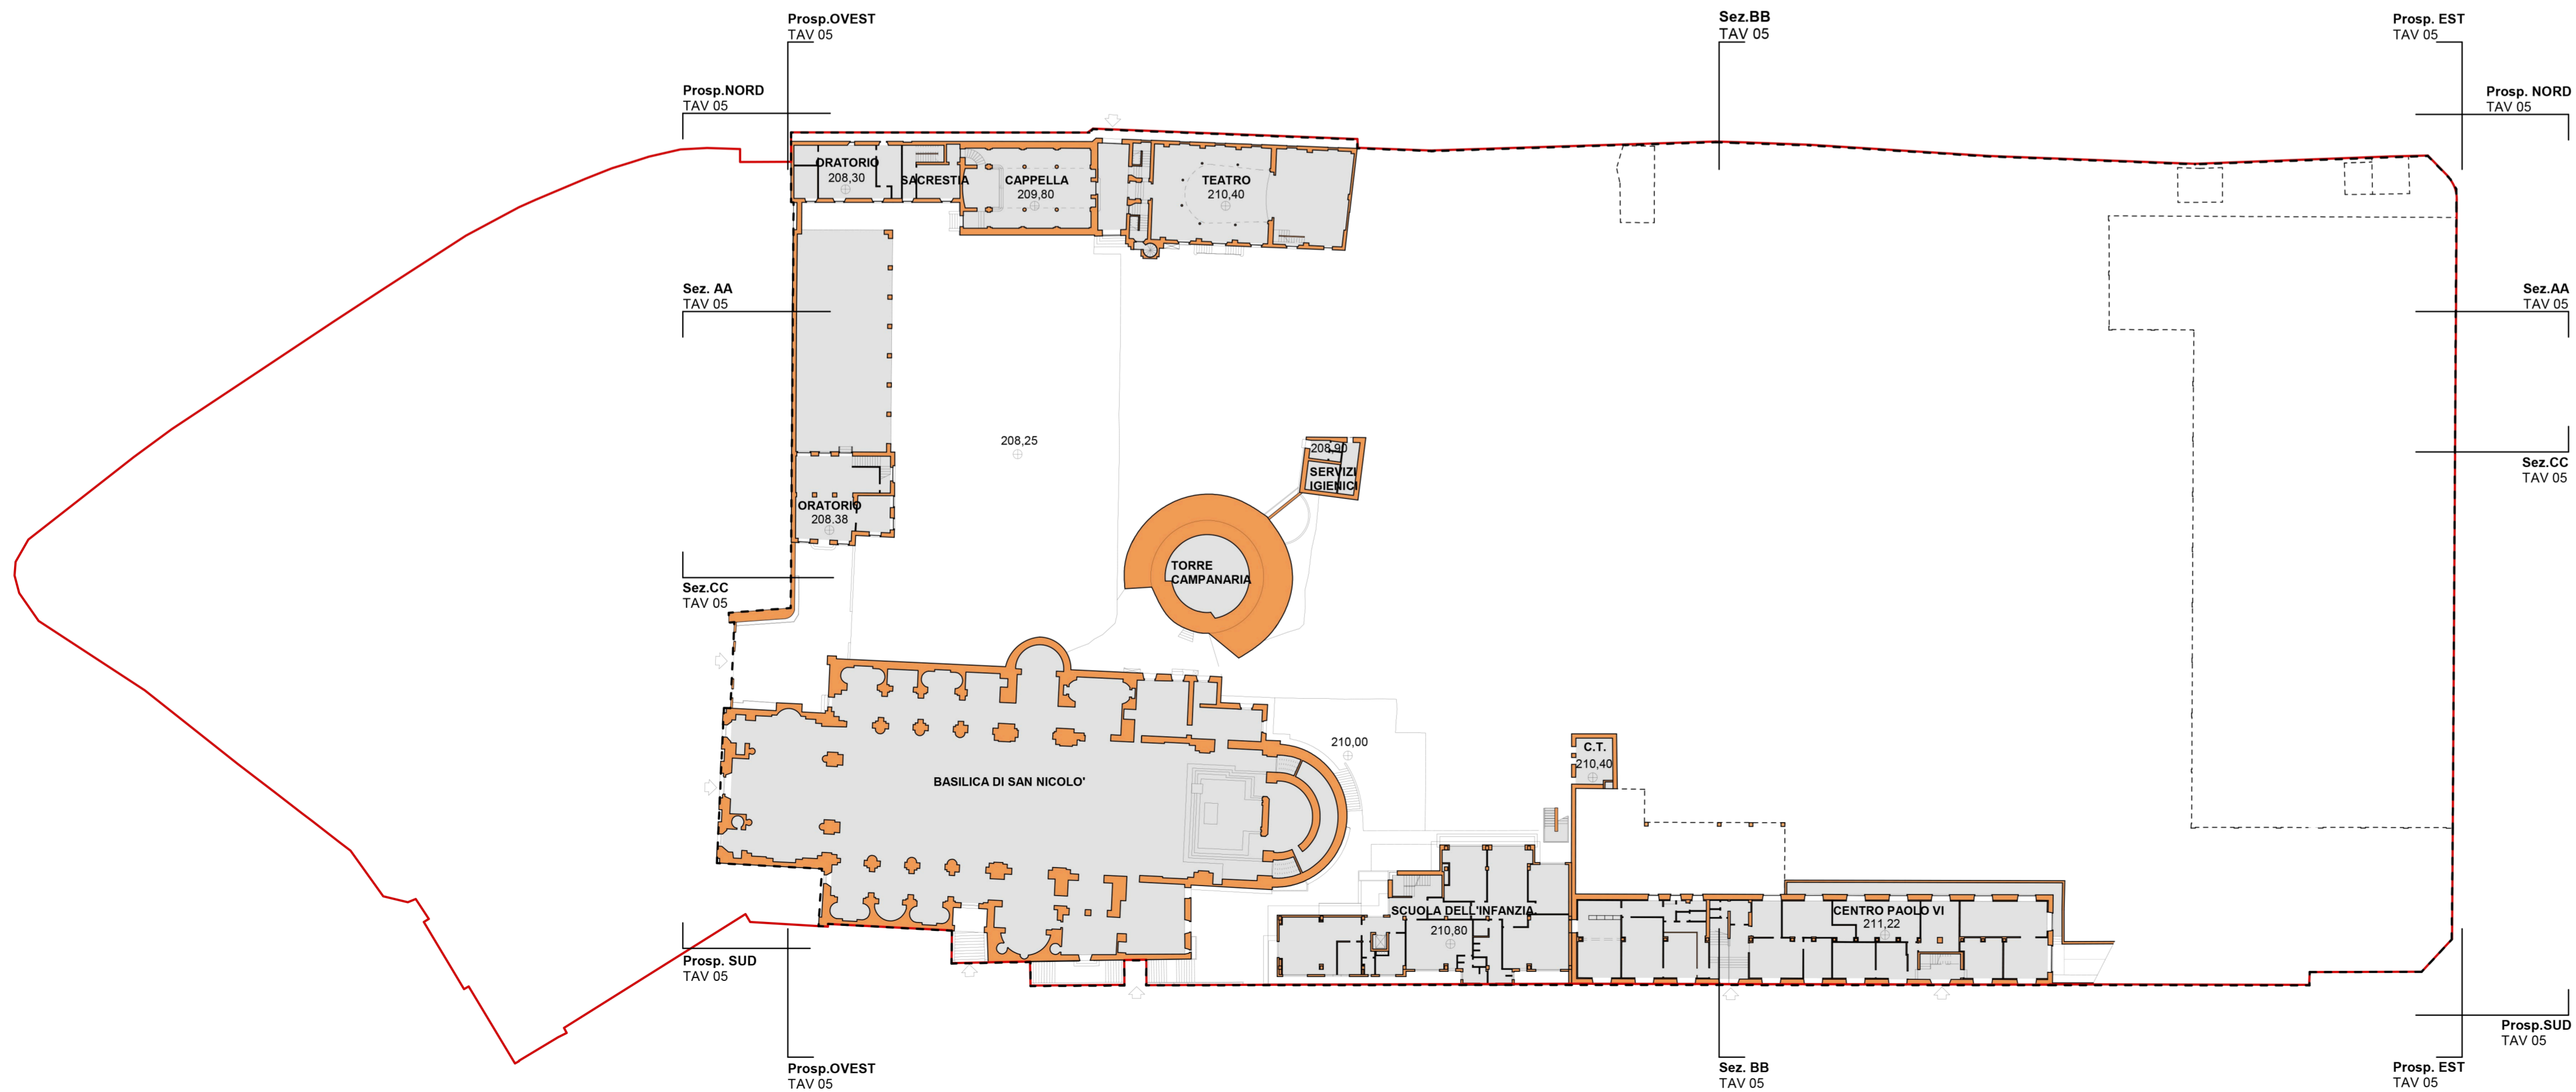 Prosp.OVEST
TAV 05
Sez.BB
TAV 05
Prosp. EST
TAV 05
Prosp.NORD
TAV 05
Prosp. NORD
TAV 05
ORATORIO
208,30
SACRESTIA
CAPPELLA
209,80
TEATRO
210,40
Sez. AA
TAV 05
Sez.AA
TAV 05
208,25
208,90
SERVIZI
IGIENICI
Sez.CC
TAV 05
ORATORIO
208.38
TORRE
CAMPANARIA
Sez.CC
TAV 05
210,00
C.T.
210,40
BASILICA DI SAN NICOLO'
SCUOLA DELL'INFANZIA
210,80
CENTRO PAOLO VI
211,22
Prosp. SUD
TAV 05
Prosp.SUD
TAV 05
Prosp.OVEST
TAV 05
Sez. BB
TAV 05
Prosp. EST
TAV 05